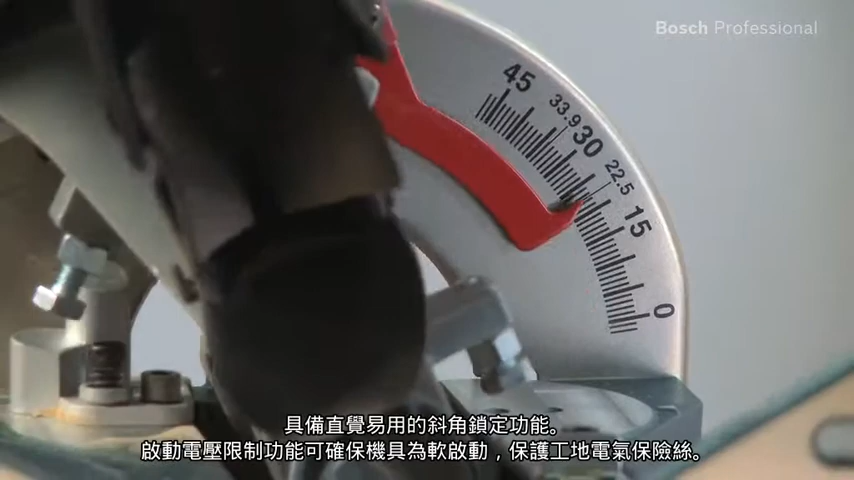 Bosch Professional
45
33.9
30
22.5
15
0
具備直覺易用的斜角鎖定功能。
啟動電壓限制功能可確保機具為軟啟動，保護工地電氣保險絲。